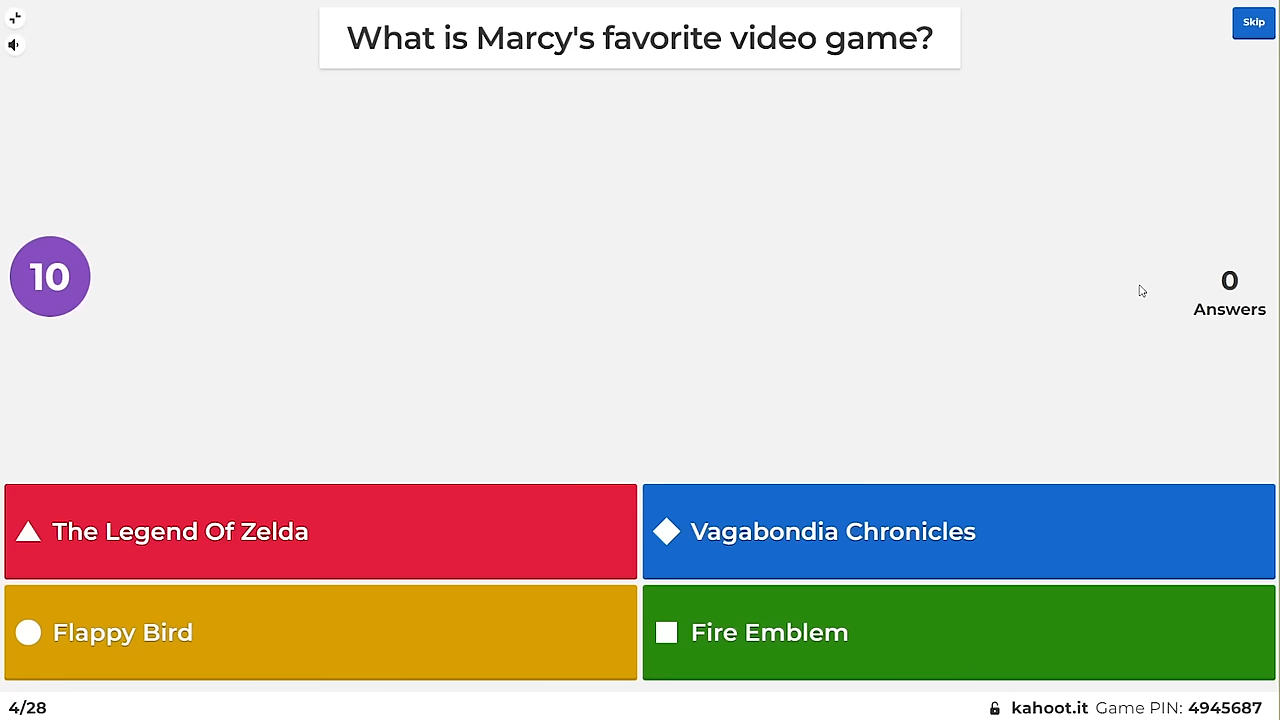 What is Marcy's favorite video game?
Skip
10
0
Answers
The Legend Of Zelda
Vagabondia Chronicles
Flappy Bird
Fire Emblem
4/28
kahoot.it Game PIN: 4945687